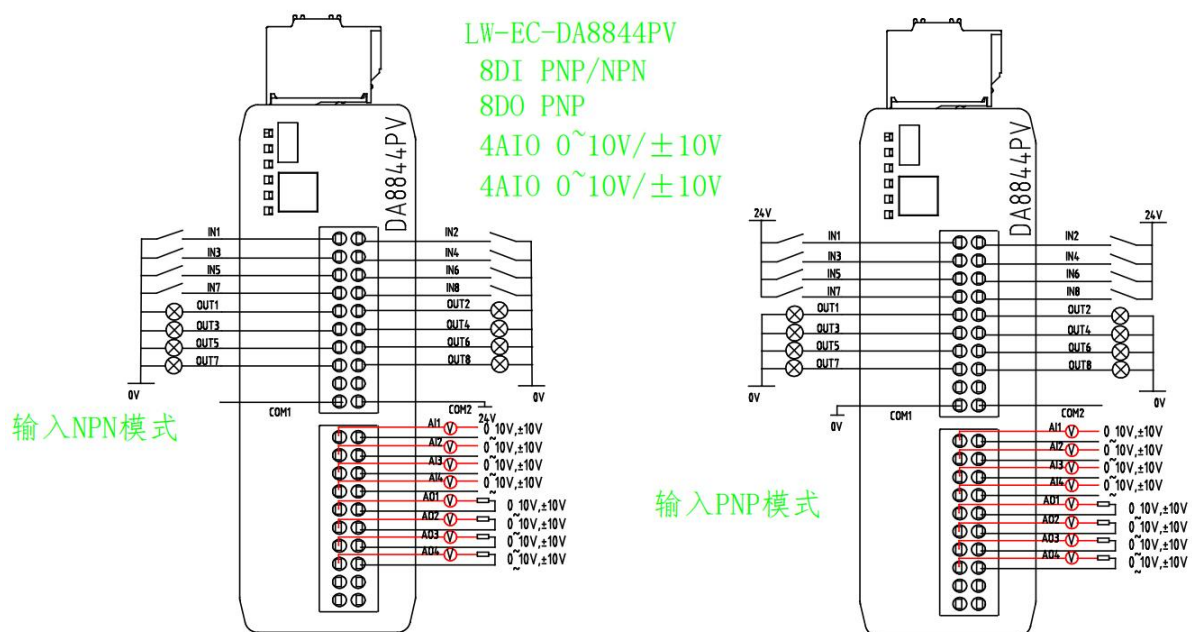 LW-EC-DA8844PV
8DI PNP/NPN
8DO PNP
4AIO 0~10V/±10V
4AIO 0~10V/±10V
DA8844PV
IN1 IN2
IN3 IN4
IN5 IN6
IN7 IN8
OUT1 OUT2
OUT3 OUT4
OUT5 OUT6
OUT7 OUT8
0V 0V
COM1 COM2
24V
输入NPN模式
AI1 0~10V,±10V
AI2 0~10V,±10V
AI3 0~10V,±10V
AI4 0~10V,±10V
AO1 0~10V,±10V
AO2 0~10V,±10V
AO3 0~10V,±10V
AO4 0~10V,±10V
DA8844PV
24V 24V
IN1 IN2
IN3 IN4
IN5 IN6
IN7 IN8
OUT1 OUT2
OUT3 OUT4
OUT5 OUT6
OUT7 OUT8
0V 0V
COM1 COM2
0V
输入PNP模式
AI1 0~10V,±10V
AI2 0~10V,±10V
AI3 0~10V,±10V
AI4 0~10V,±10V
AO1 0~10V,±10V
AO2 0~10V,±10V
AO3 0~10V,±10V
AO4 0~10V,±10V